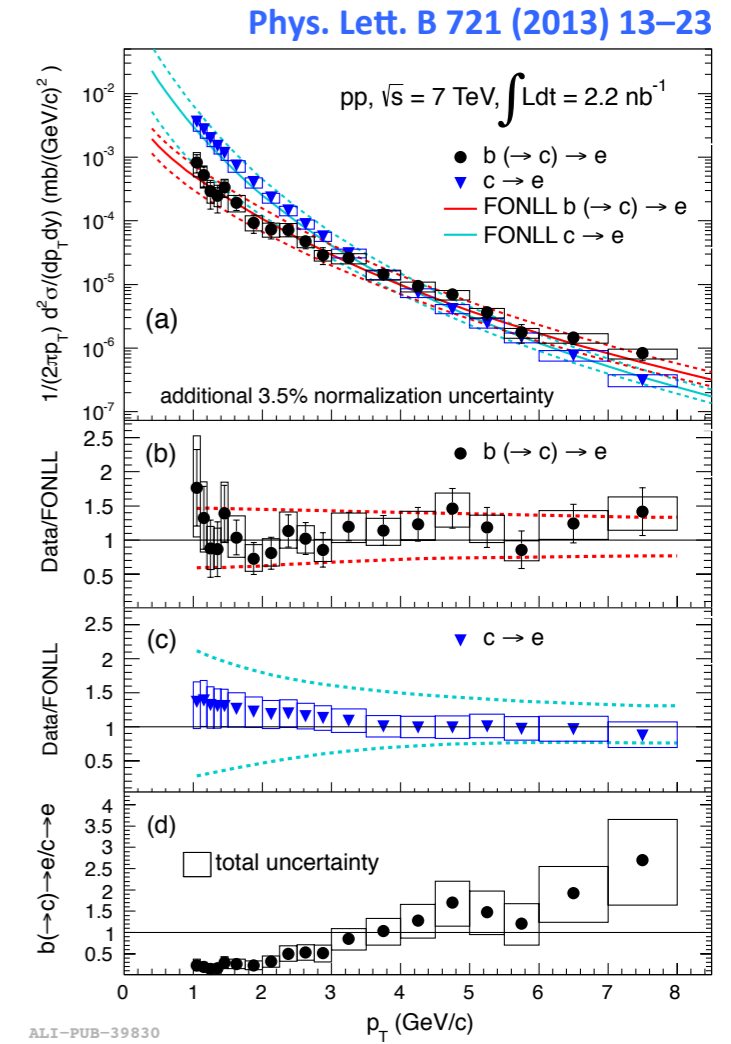 Phys. Lett. B 721 (2013) 13–23
pp, √s = 7 TeV, ∫Ldt = 2.2 nb⁻¹
b (→ c) → e
c → e
FONLL b (→ c) → e
FONLL c → e
1/(2πp_T) d²σ/(dp_Tdy) (mb/(GeV/c)²)
10⁻²
10⁻³
10⁻⁴
10⁻⁵
10⁻⁶
10⁻⁷
(a)
additional 3.5% normalization uncertainty
Data/FONLL
2.5
2
1.5
1
0.5
(b)
b (→ c) → e
Data/FONLL
2.5
2
1.5
1
0.5
(c)
c → e
b(→c)→e/c→e
4
3.5
3
2.5
2
1.5
1
0.5
(d)
total uncertainty
0 1 2 3 4 5 6 7 8
p_T (GeV/c)
ALI−PUB−39830